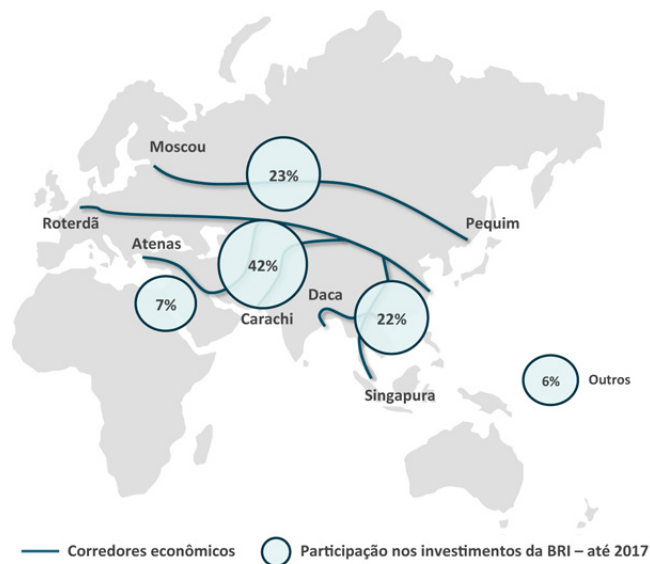 Moscou
23%
Roterdã
Pequim
Atenas
42%
Daca
7%
Carachi
22%
Singapura
6%
Outros
Corredores econômicos
Participação nos investimentos da BRI – até 2017